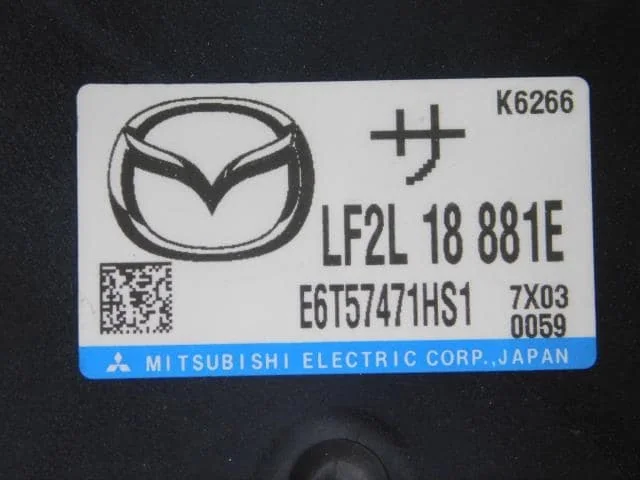 K6266
サ
LF2L 18 881E
E6T57471HS1 7X03
0059
MITSUBISHI ELECTRIC CORP., JAPAN